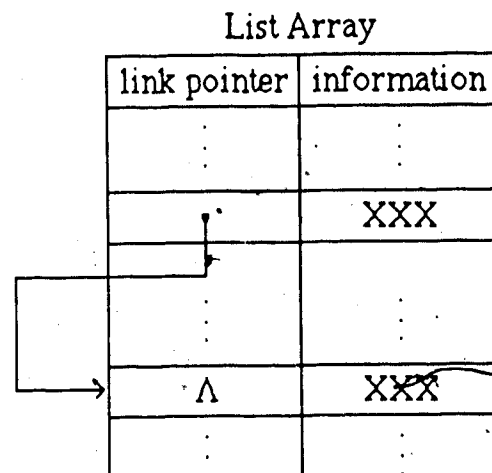 List Array
link pointer information
XXX
Λ XXX